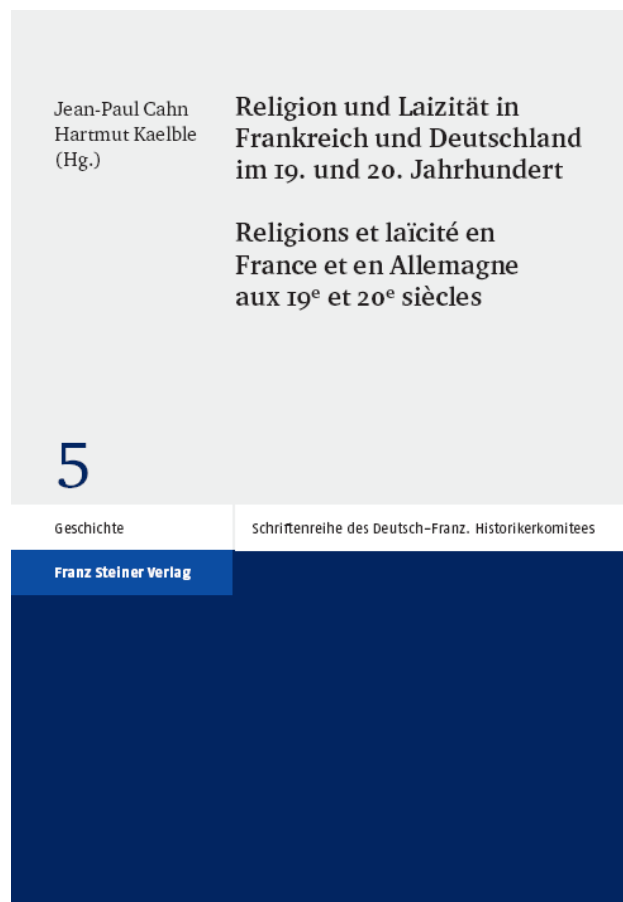 Jean-Paul Cahn
Hartmut Kaelble
(Hg.)
Religion und Laizität in
Frankreich und Deutschland
im 19. und 20. Jahrhundert
Religions et laïcité en
France et en Allemagne
aux 19e et 20e siècles
5
Geschichte
Schriftenreihe des Deutsch-Franz. Historikerkomitees
Franz Steiner Verlag